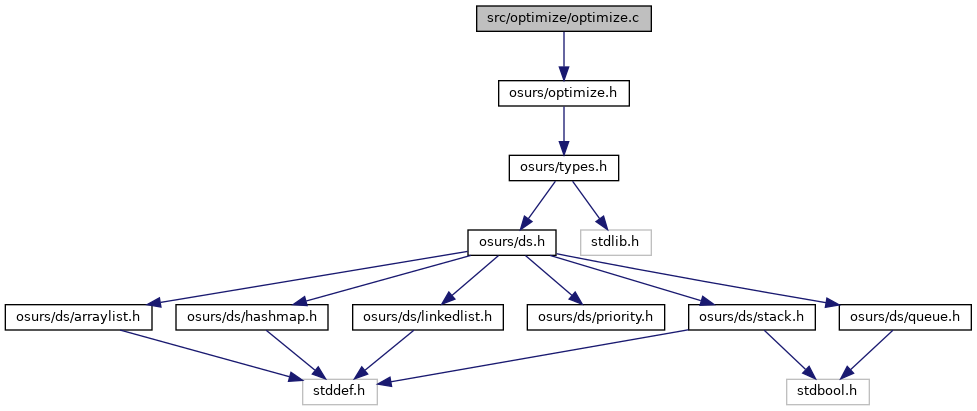 src/optimize/optimize.c
osurs/optimize.h
osurs/types.h
osurs/ds.h
stdlib.h
osurs/ds/arraylist.h
osurs/ds/hashmap.h
osurs/ds/linkedlist.h
osurs/ds/priority.h
osurs/ds/stack.h
osurs/ds/queue.h
stddef.h
stdbool.h